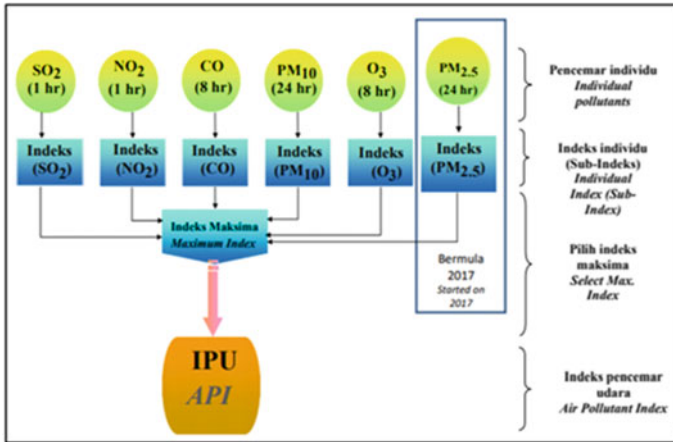 SO2
(1 hr)
NO2
(1 hr)
CO
(8 hr)
PM10
(24 hr)
O3
(8 hr)
PM2.5
(24 hr)
Pencemar individu
Individual
pollutants
Indeks
(SO2)
Indeks
(NO2)
Indeks
(CO)
Indeks
(PM10)
Indeks
(O3)
Indeks
(PM2.5)
Indeks individu
(Sub-Indeks)
Individual
Index (Sub-
Index)
Indeks Maksima
Maximum Index
Bermula
2017
Started on
2017
Pilih indeks
maksima
Select Max.
Index
IPU
API
Indeks pencemar
udara
Air Pollutant Index